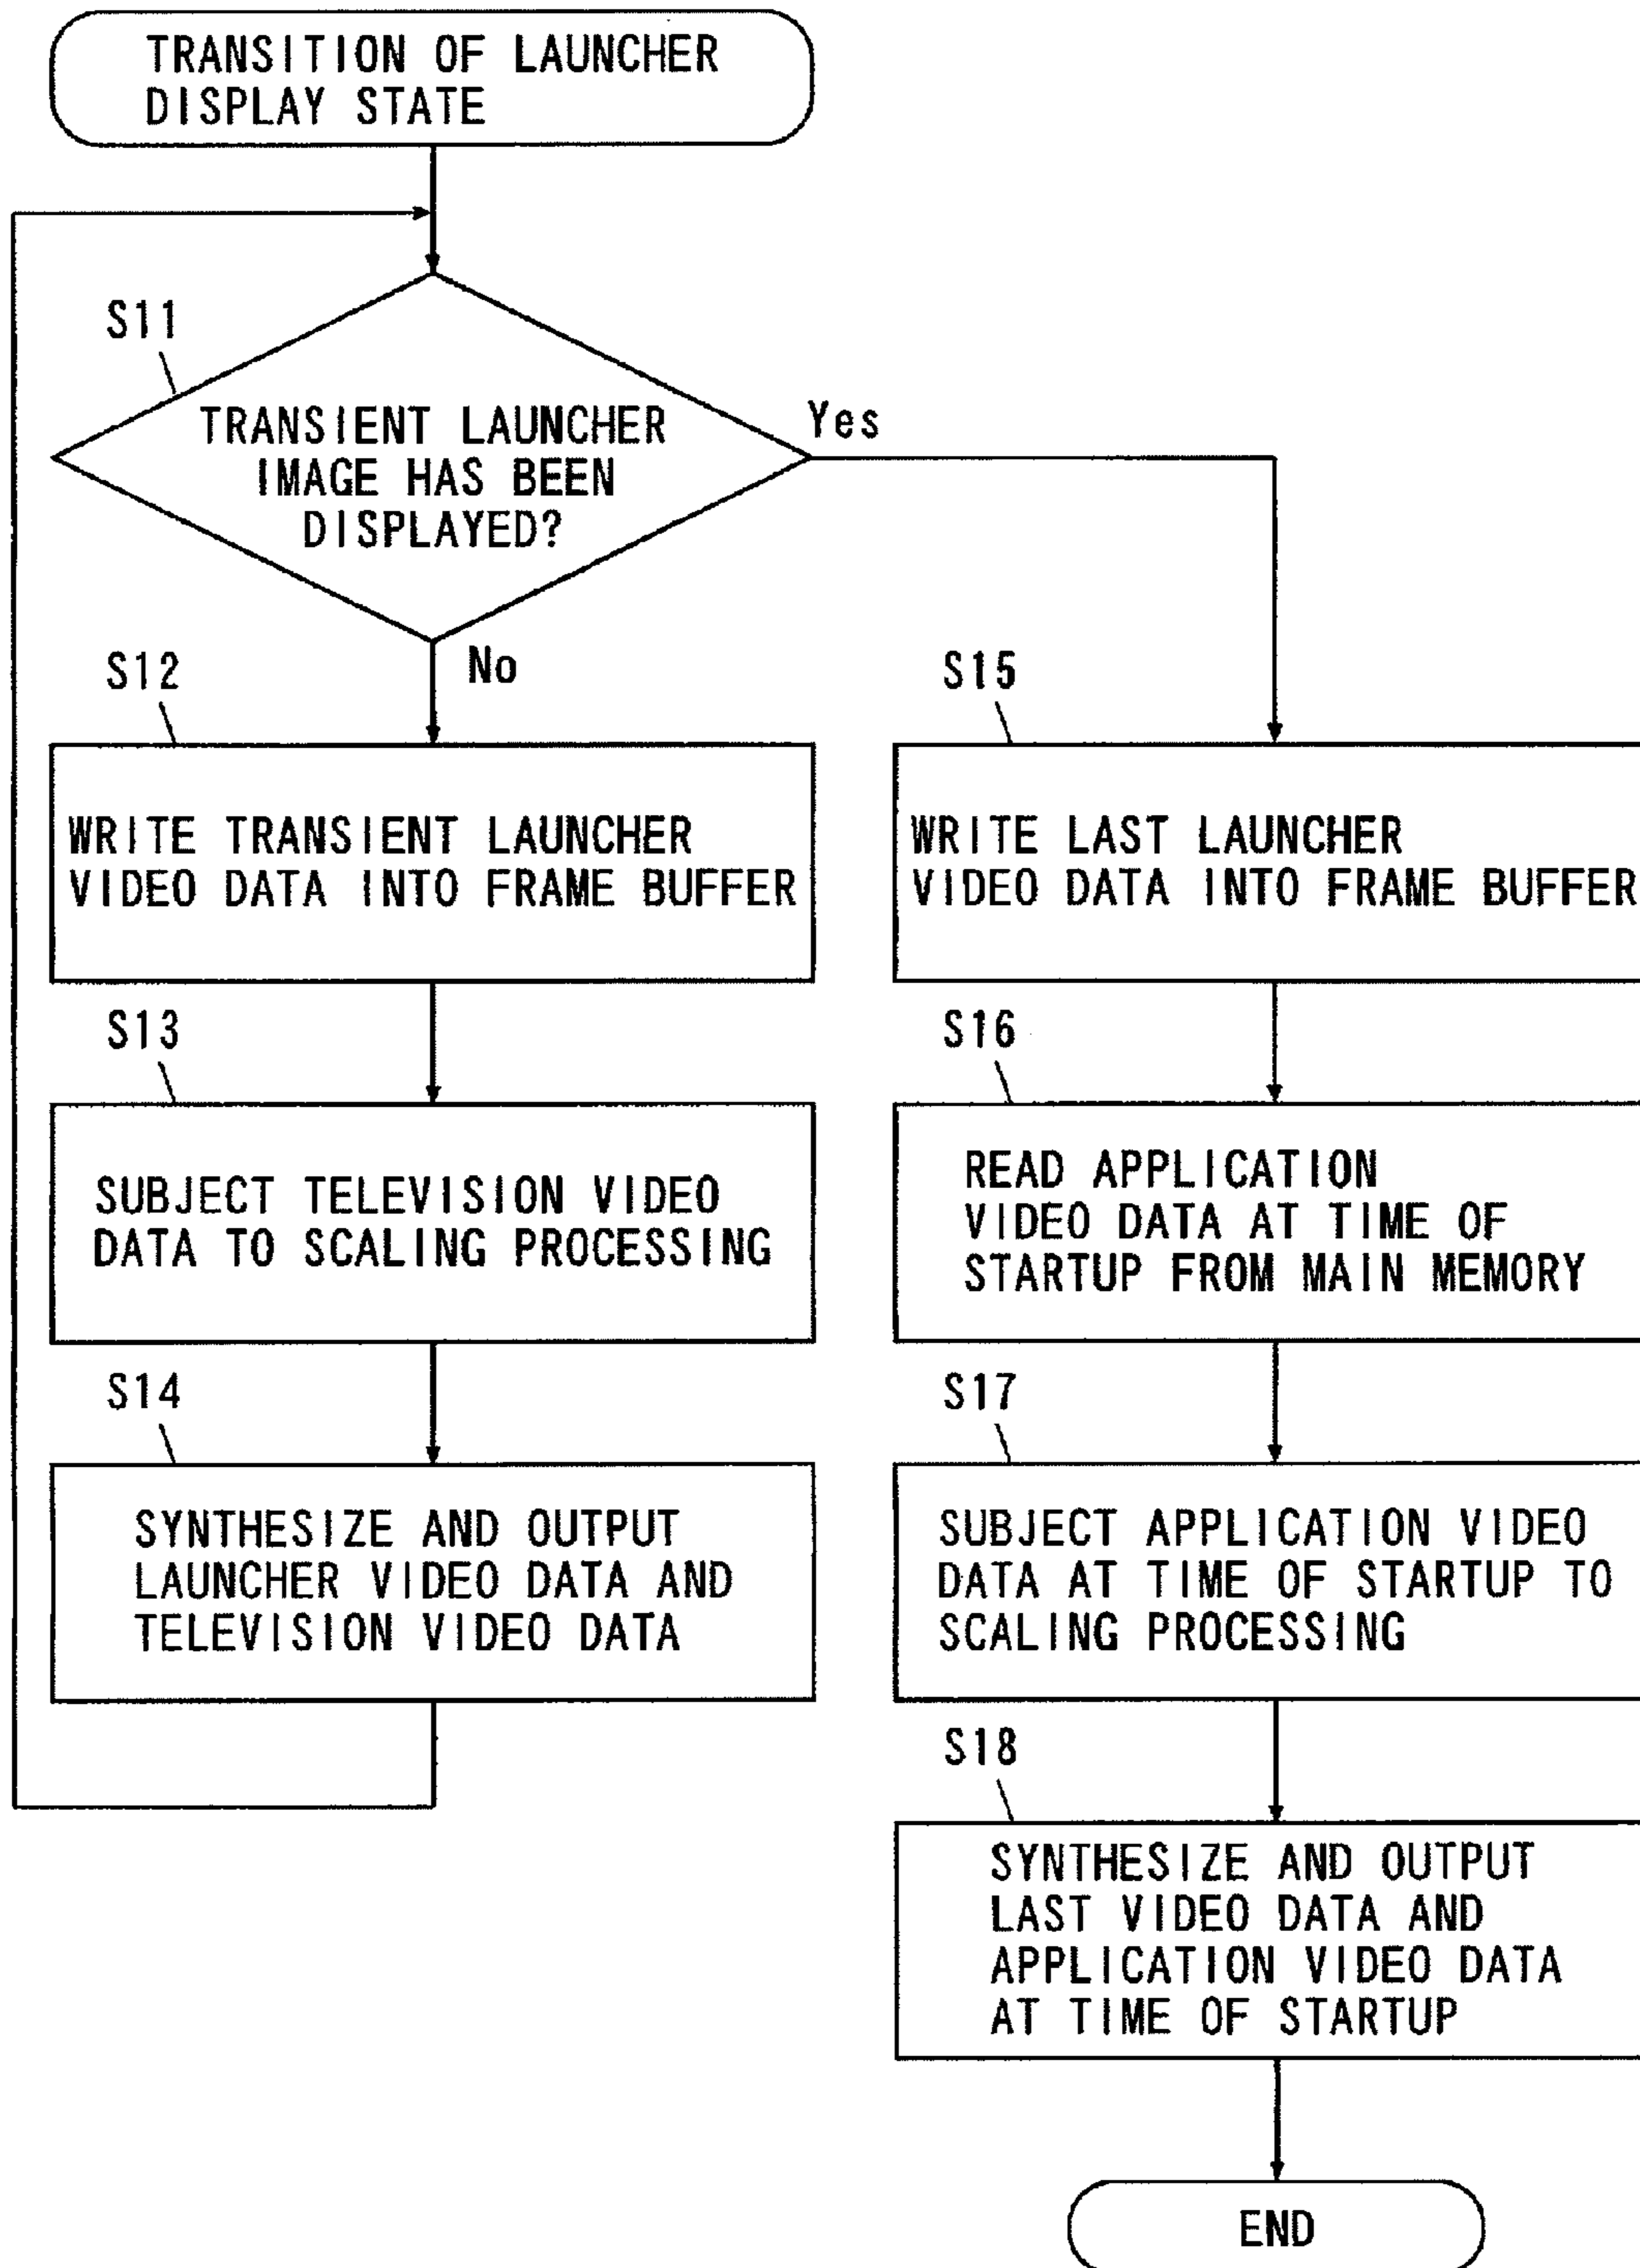 TRANSITION OF LAUNCHER
DISPLAY STATE
S11
TRANSIENT LAUNCHER
IMAGE HAS BEEN
DISPLAYED?
Yes
No
S12
WRITE TRANSIENT LAUNCHER
VIDEO DATA INTO FRAME BUFFER
S13
SUBJECT TELEVISION VIDEO
DATA TO SCALING PROCESSING
S14
SYNTHESIZE AND OUTPUT
LAUNCHER VIDEO DATA AND
TELEVISION VIDEO DATA
S15
WRITE LAST LAUNCHER
VIDEO DATA INTO FRAME BUFFER
S16
READ APPLICATION
VIDEO DATA AT TIME OF
STARTUP FROM MAIN MEMORY
S17
SUBJECT APPLICATION VIDEO
DATA AT TIME OF STARTUP TO
SCALING PROCESSING
S18
SYNTHESIZE AND OUTPUT
LAST VIDEO DATA AND
APPLICATION VIDEO DATA
AT TIME OF STARTUP
END